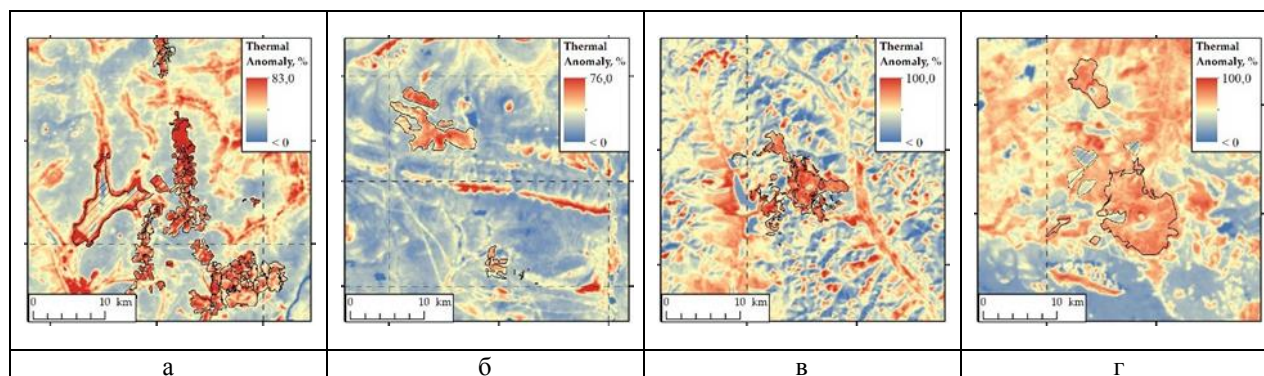 Thermal
Anomaly, %
83,0
< 0
0 10 km
а
Thermal
Anomaly, %
76,0
< 0
0 10 km
б
Thermal
Anomaly, %
100,0
< 0
0 10 km
в
Thermal
Anomaly, %
100,0
< 0
0 10 km
г